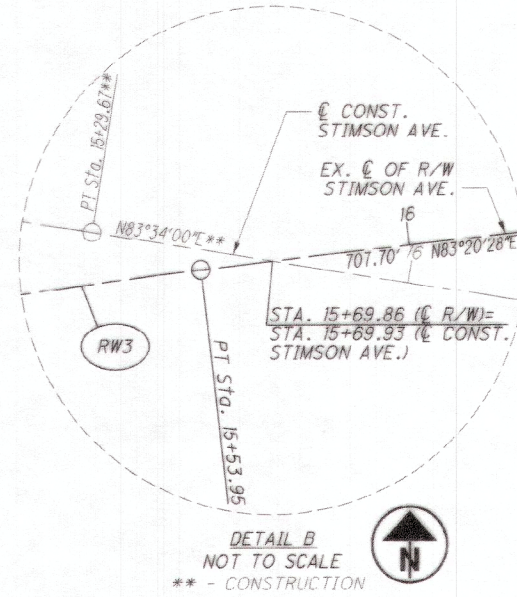 ℄ CONST.
STIMSON AVE.
EX. ℄ OF R/W
STIMSON AVE.
PT Sta. 15+29.67**
N83°34'00"E**
16
707.70' 16 N83°20'28"E
STA. 15+69.86 (℄ R/W)=
STA. 15+69.93 (℄ CONST.
STIMSON AVE.)
RW3
PT Sta. 15+53.95
DETAIL B
NOT TO SCALE
** - CONSTRUCTION
N